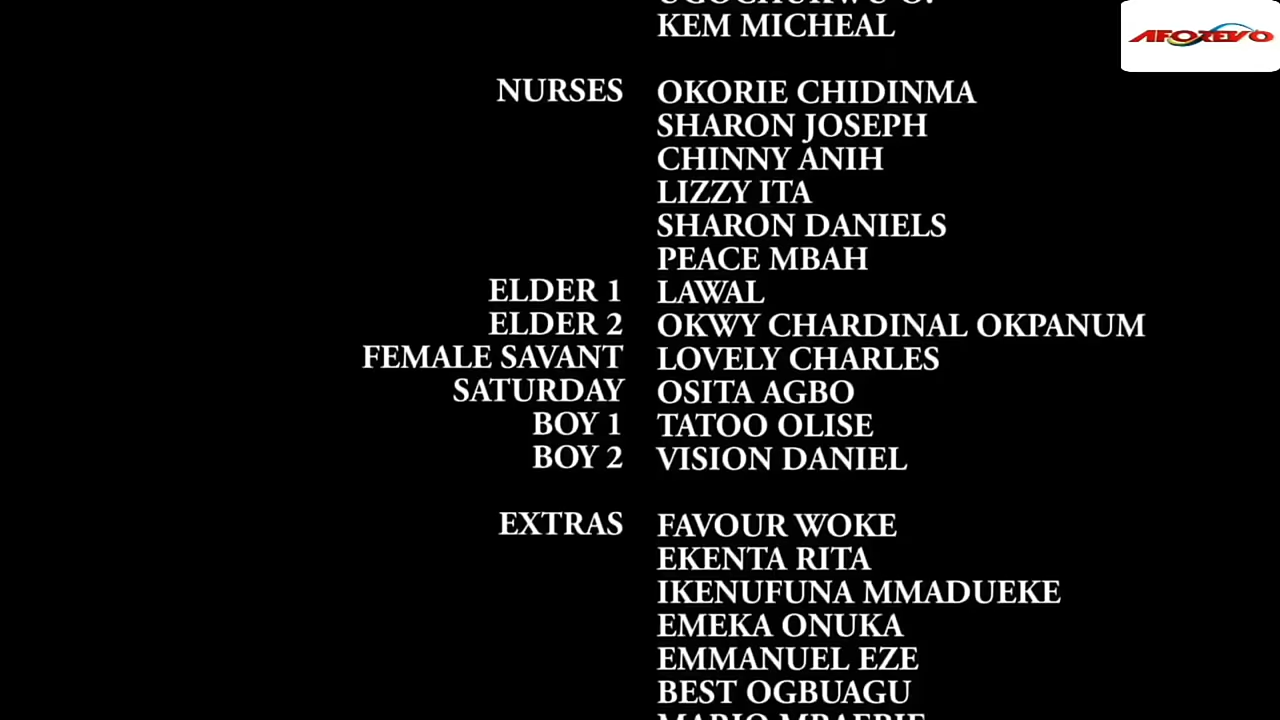 UGOCHUKWU O.
KEM MICHEAL
AFOREVO
NURSES OKORIE CHIDINMA
SHARON JOSEPH
CHINNY ANIH
LIZZY ITA
SHARON DANIELS
PEACE MBAH
ELDER 1 LAWAL
ELDER 2 OKWY CHARDINAL OKPANUM
FEMALE SAVANT LOVELY CHARLES
SATURDAY OSITA AGBO
BOY 1 TATOO OLISE
BOY 2 VISION DANIEL
EXTRAS FAVOUR WOKE
EKENTA RITA
IKENUFUNA MMADUEKE
EMEKA ONUKA
EMMANUEL EZE
BEST OGBUAGU